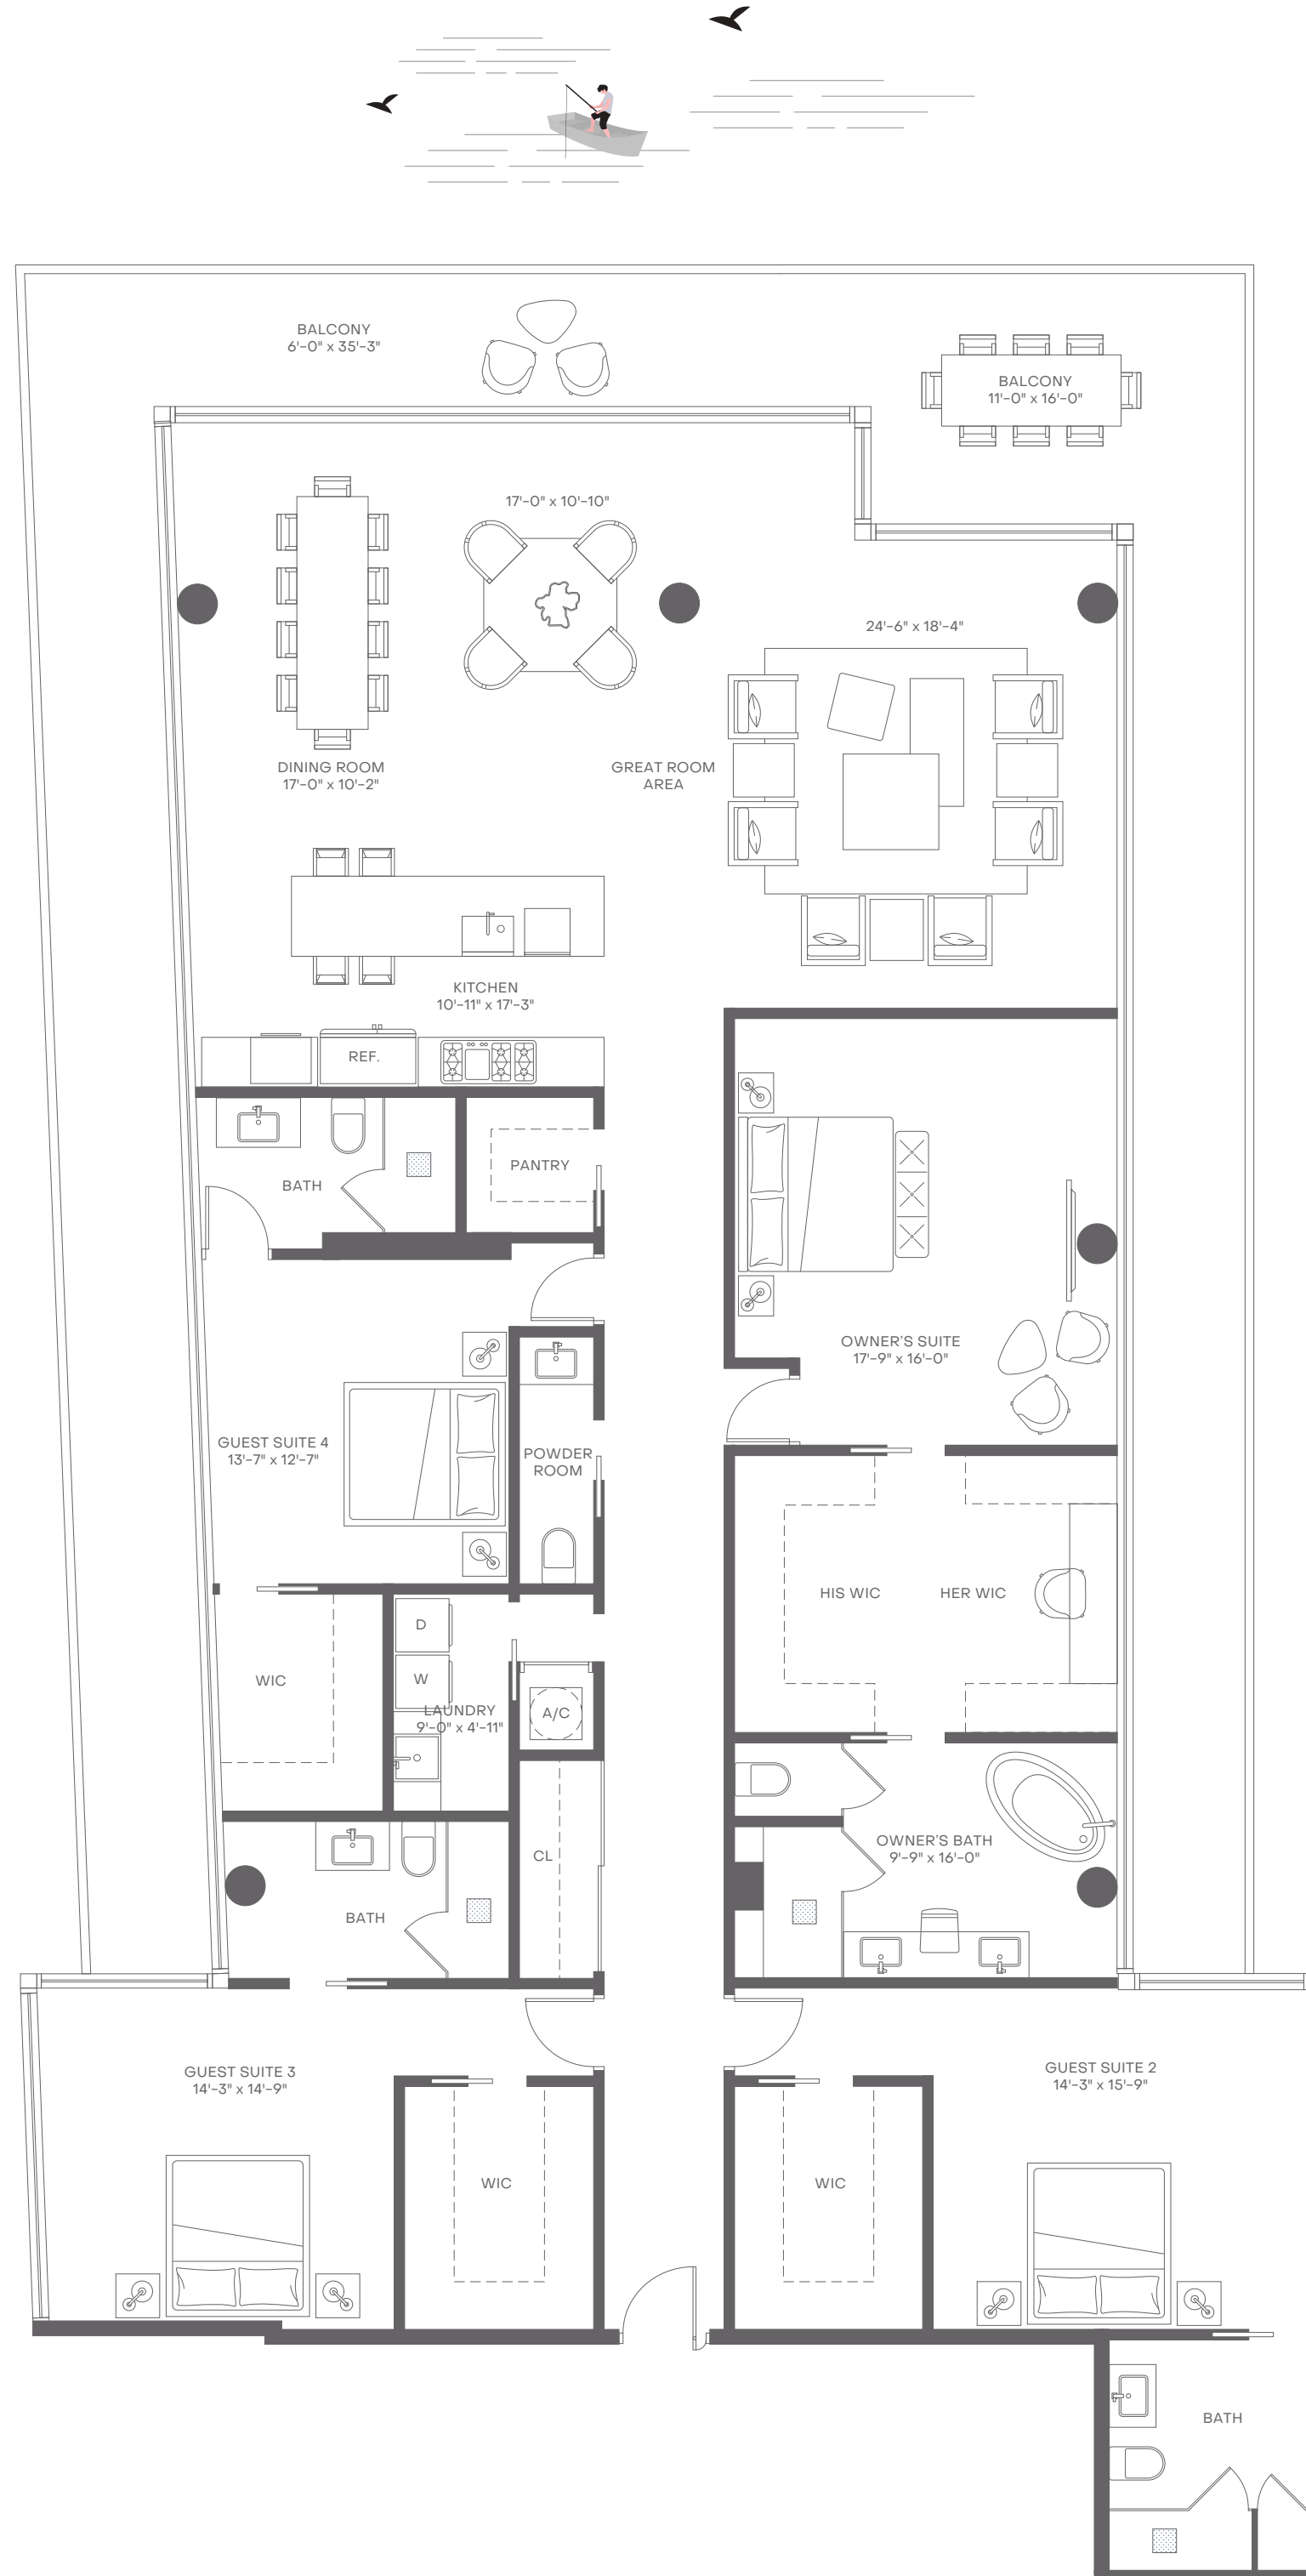 BALCONY
6'-0" x 35'-3"
BALCONY
11'-0" x 16'-0"
17'-0" x 10'-10"
24'-6" x 18'-4"
DINING ROOM
17'-0" x 10'-2"
GREAT ROOM
AREA
KITCHEN
10'-11" x 17'-3"
REF.
BATH
PANTRY
OWNER'S SUITE
17'-9" x 16'-0"
GUEST SUITE 4
13'-7" x 12'-7"
POWDER
ROOM
HIS WIC
HER WIC
D
W
WIC
LAUNDRY
9'-0" x 4'-11"
A/C
CL
OWNER'S BATH
9'-9" x 16'-0"
BATH
GUEST SUITE 3
14'-3" x 14'-9"
GUEST SUITE 2
14'-3" x 15'-9"
WIC
WIC
BATH